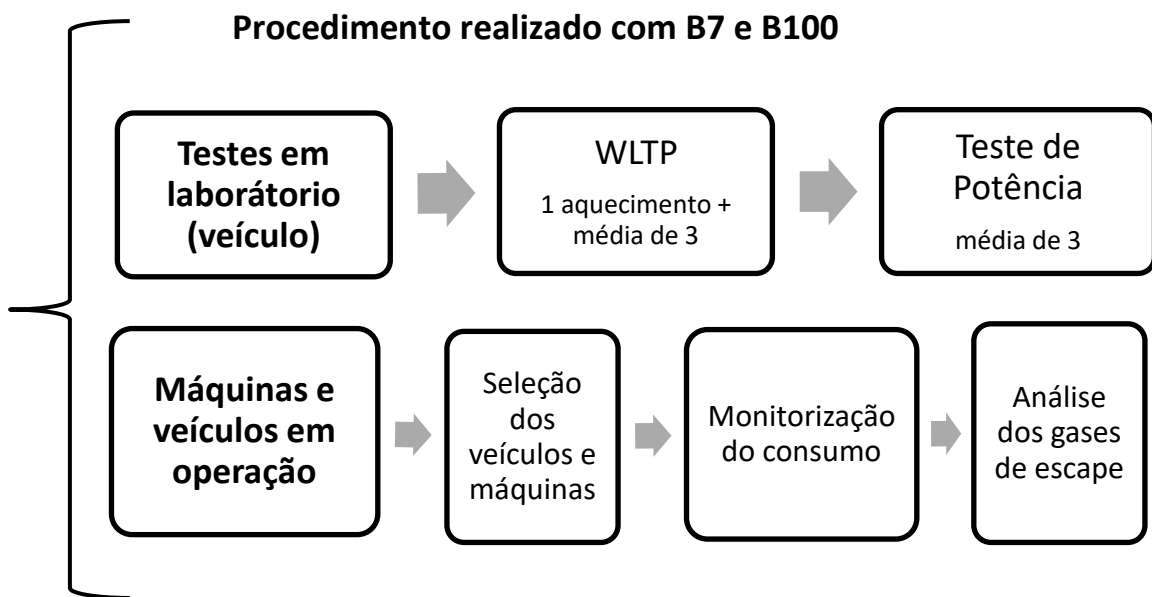 Procedimento realizado com B7 e B100
Testes em
laborátorio
(veículo)
WLTP
1 aquecimento +
média de 3
Teste de
Potência
média de 3
Máquinas e
veículos em
operação
Seleção
dos
veículos e
máquinas
Monitorização
do consumo
Análise
dos gases
de escape